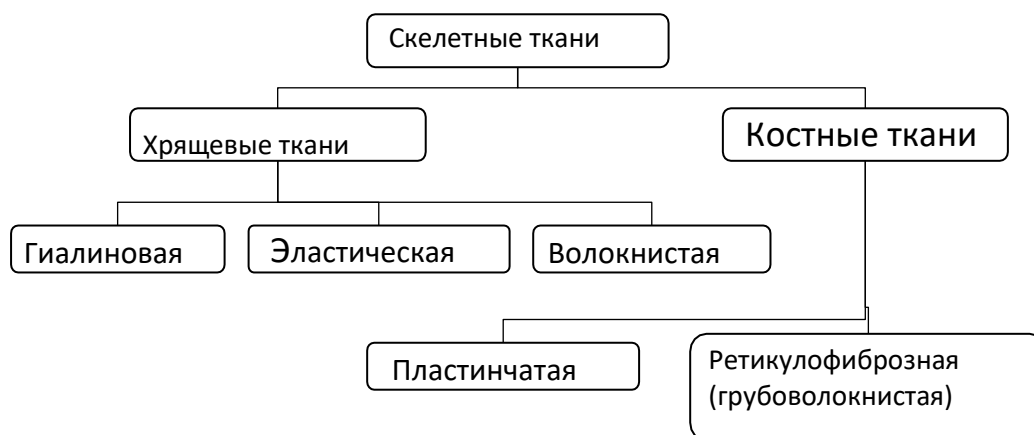 Скелетные ткани
Хрящевые ткани
Костные ткани
Гиалиновая
Эластическая
Волокнистая
Пластинчатая
Ретикулофиброзная
(грубоволокнистая)